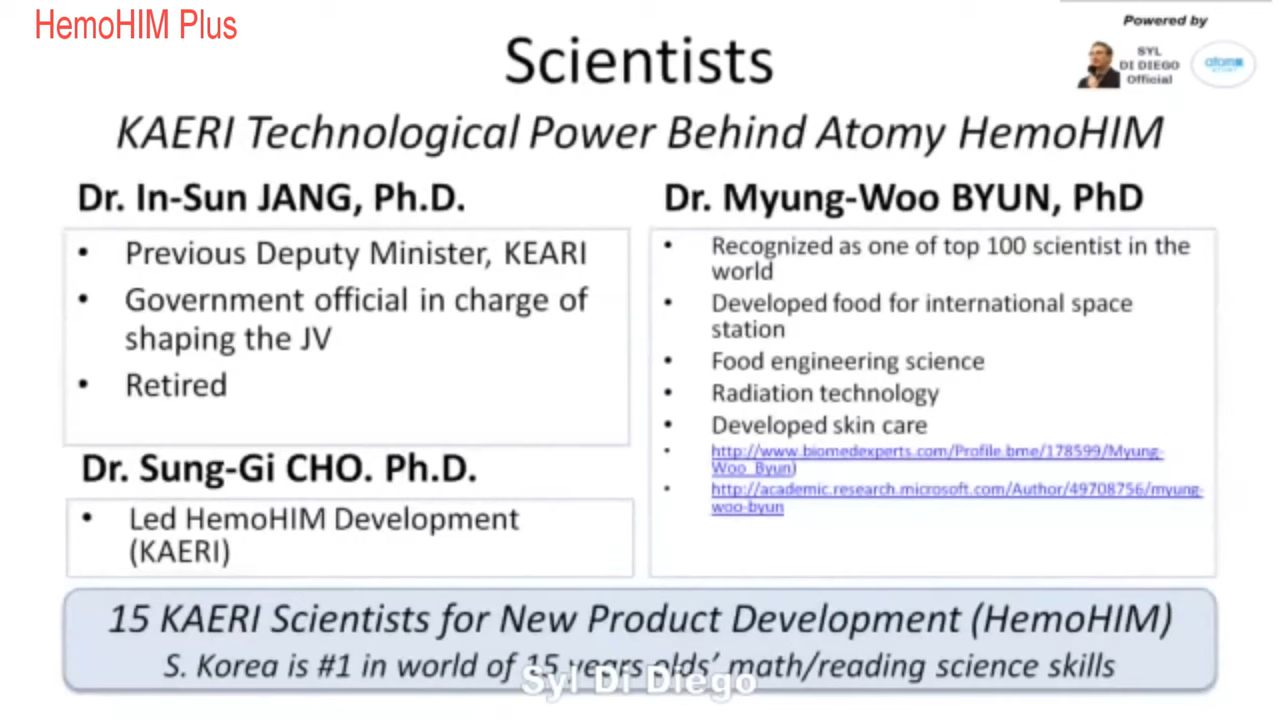 HemoHIM Plus
Powered by
SYL
DI DIEGO
Official
atom
Scientists
KAERI Technological Power Behind Atomy HemoHIM
Dr. In-Sun JANG, Ph.D.
• Previous Deputy Minister, KEARI
• Government official in charge of
shaping the JV
• Retired
Dr. Sung-Gi CHO. Ph.D.
• Led HemoHIM Development
(KAERI)
Dr. Myung-Woo BYUN, PhD
• Recognized as one of top 100 scientist in the
world
• Developed food for international space
station
• Food engineering science
• Radiation technology
• Developed skin care
• http://www.biomedexperts.com/Profile.bme/178599/Myung-
Woo_Byun)
• http://academic.research.microsoft.com/Author/49708756/myung-
woo-byun
15 KAERI Scientists for New Product Development (HemoHIM)
S. Korea is #1 in world of 15 years olds’ math/reading science skills
Syl Di Diego